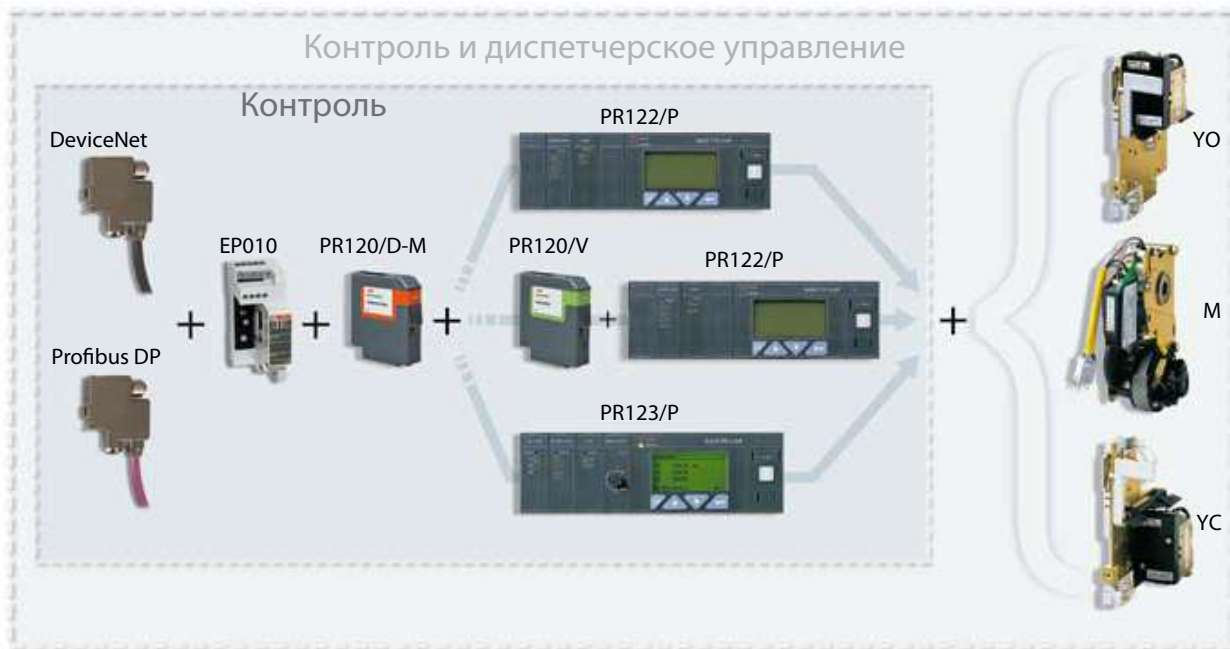 Контроль и диспетчерское управление
Контроль
DeviceNet
Profibus DP
EP010
PR120/D-M
PR122/P
PR120/V
PR122/P
PR123/P
YO
M
YC